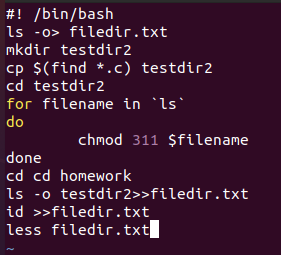 #! /bin/bash
ls -o> filedir.txt
mkdir testdir2
cp $(find *.c) testdir2
cd testdir2
for filename in `ls`
do
        chmod 311 $filename
done
cd cd homework
ls -o testdir2>>filedir.txt
id >>filedir.txt
less filedir.txt
~